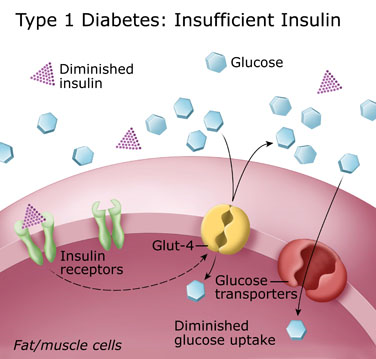 Type 1 Diabetes: Insufficient Insulin
Diminished
insulin
Glucose
Insulin
receptors
Glut-4
Glucose
transporters
Diminished
glucose uptake
Fat/muscle cells